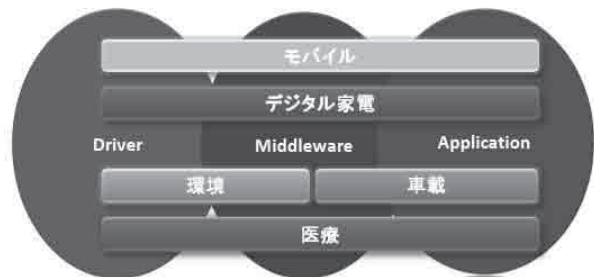 モバイル
デジタル家電
Driver Middleware Application
環境 車載
医療